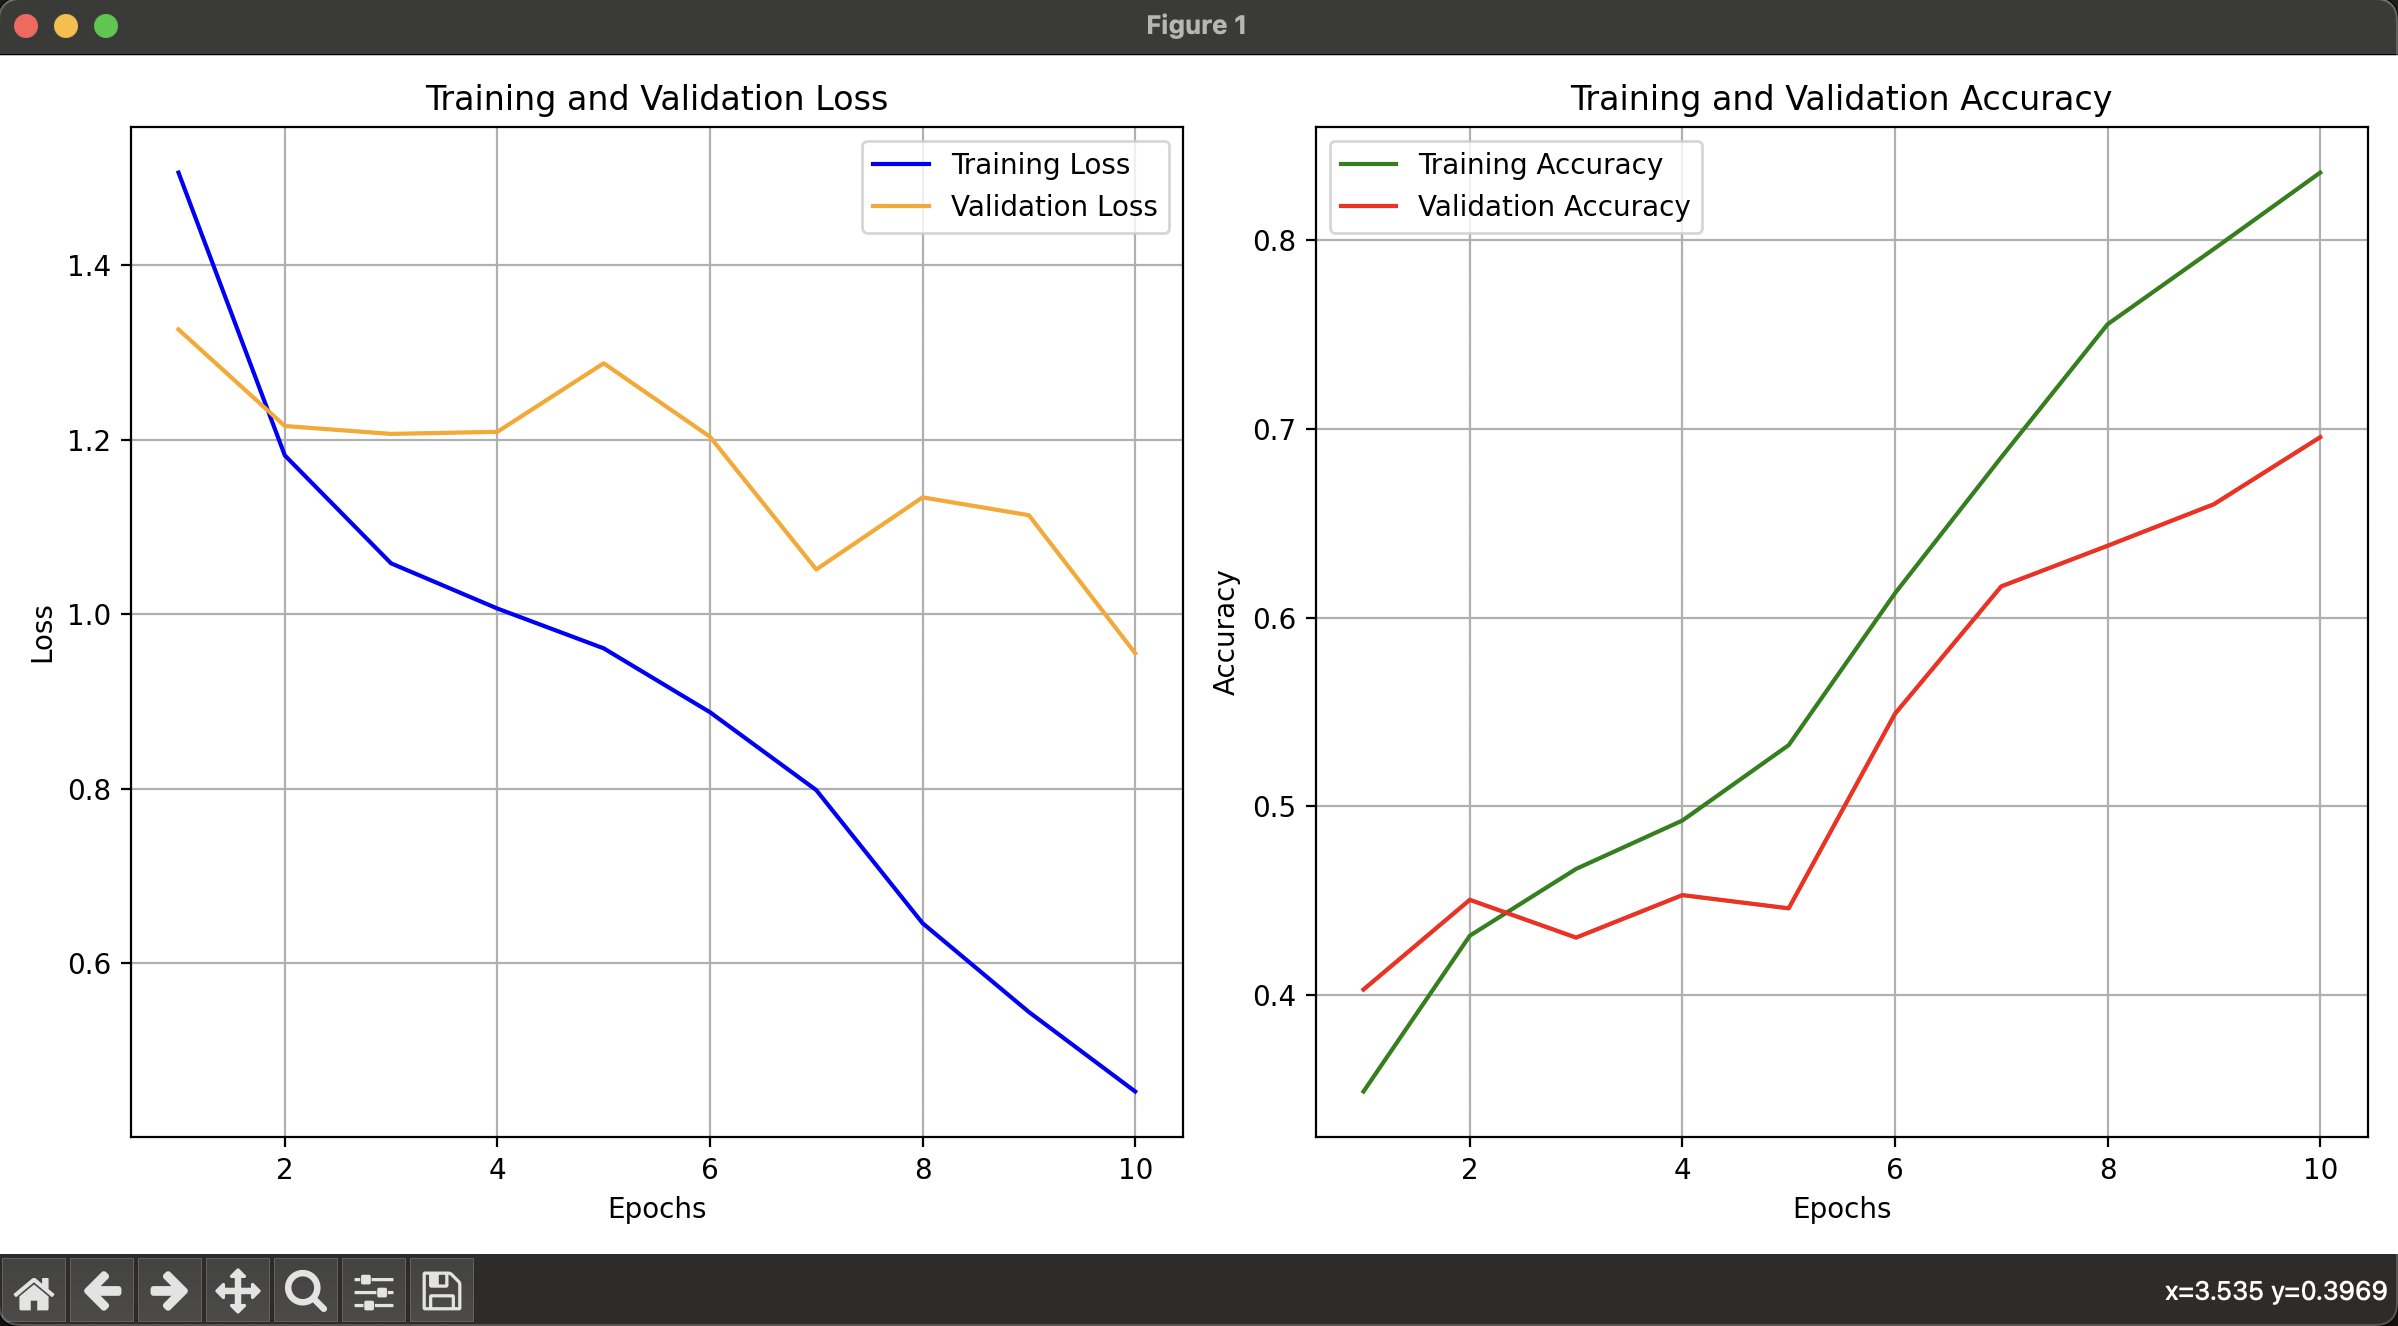 Figure 1
Training and Validation Loss
Training Loss
Validation Loss
1.4
1.2
1.0
0.8
0.6
Loss
2 4 6 8 10
Epochs
Training and Validation Accuracy
Training Accuracy
Validation Accuracy
0.8
0.7
0.6
0.5
0.4
Accuracy
2 4 6 8 10
Epochs
x=3.535 y=0.3969